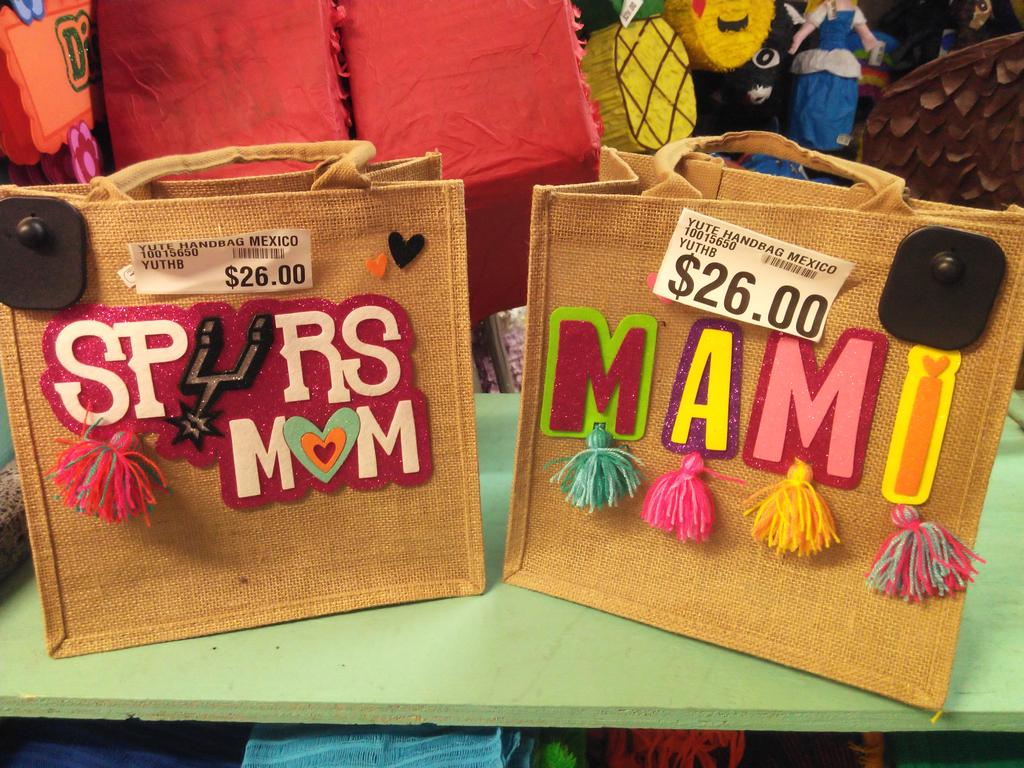 YUTE HANDBAG MEXICO
10015650
YUTHB
$26.00
SPURS
MOM
YUTE HANDBAG MEXICO
10015650
YUTHB
$26.00
MAMi